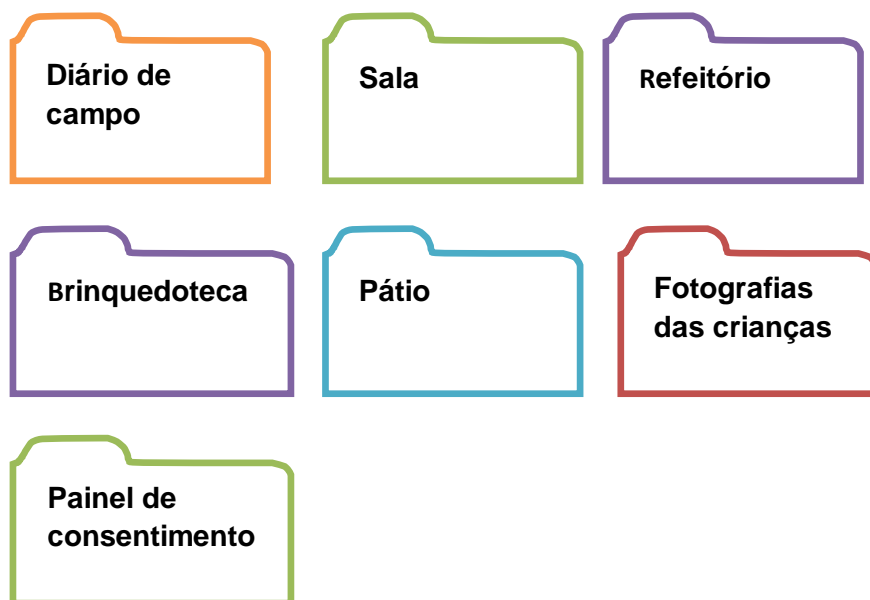 Diário de
campo
Sala
Refeitório
Brinquedoteca
Pátio
Fotografias
das crianças
Painel de
consentimento